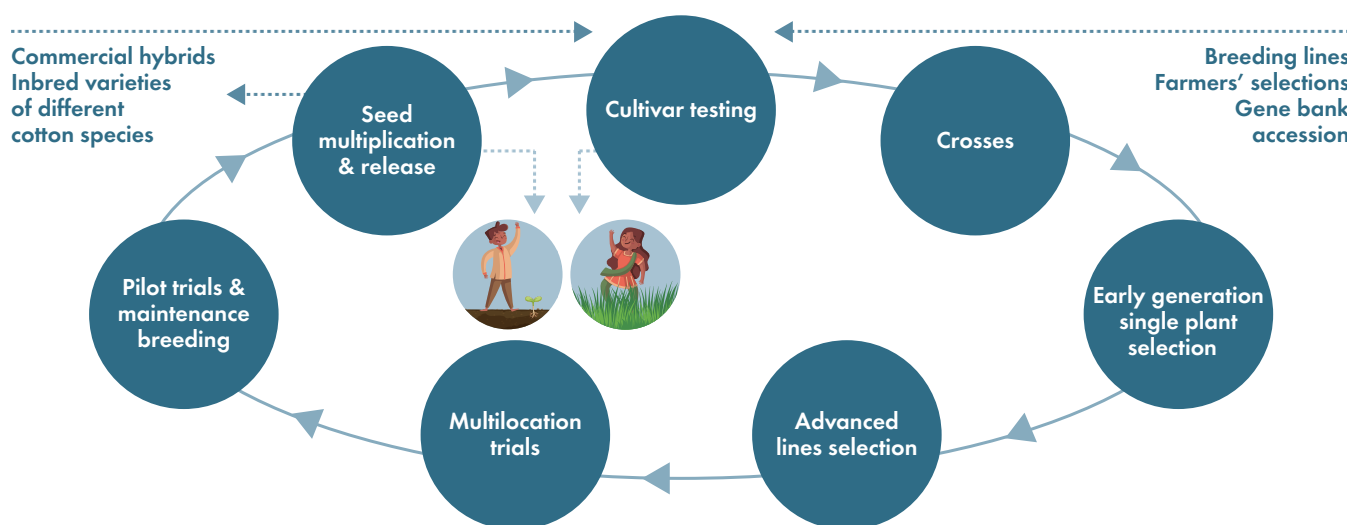 Commercial hybrids
Inbred varieties
of different
cotton species
Seed
multiplication
& release
Cultivar testing
Crosses
Breeding lines
Farmers’ selections
Gene bank
accession
Early generation
single plant
selection
Advanced
lines selection
Multilocation
trials
Pilot trials &
maintenance
breeding